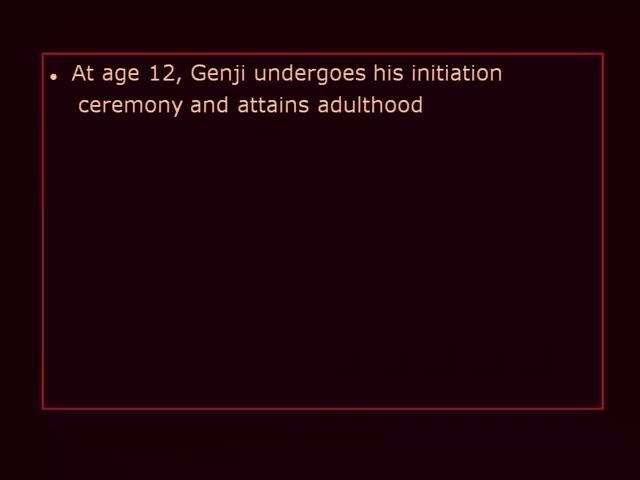 • At age 12, Genji undergoes his initiation
ceremony and attains adulthood